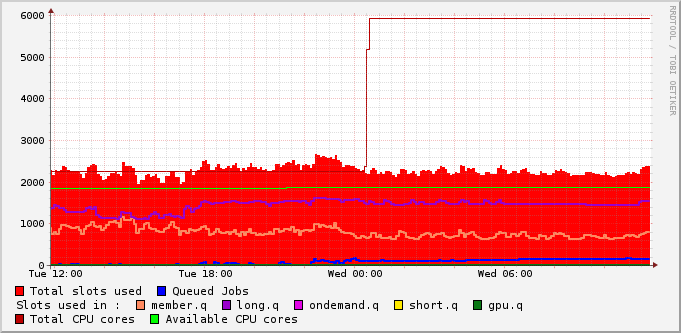 6000
5000
4000
3000
2000
1000
0
Tue 12:00 Tue 18:00 Wed 00:00 Wed 06:00
Total slots used Queued Jobs
Slots used in : member.q long.q ondemand.q short.q gpu.q
Total CPU cores Available CPU cores
RRDTOOL / TOBI OETIKER